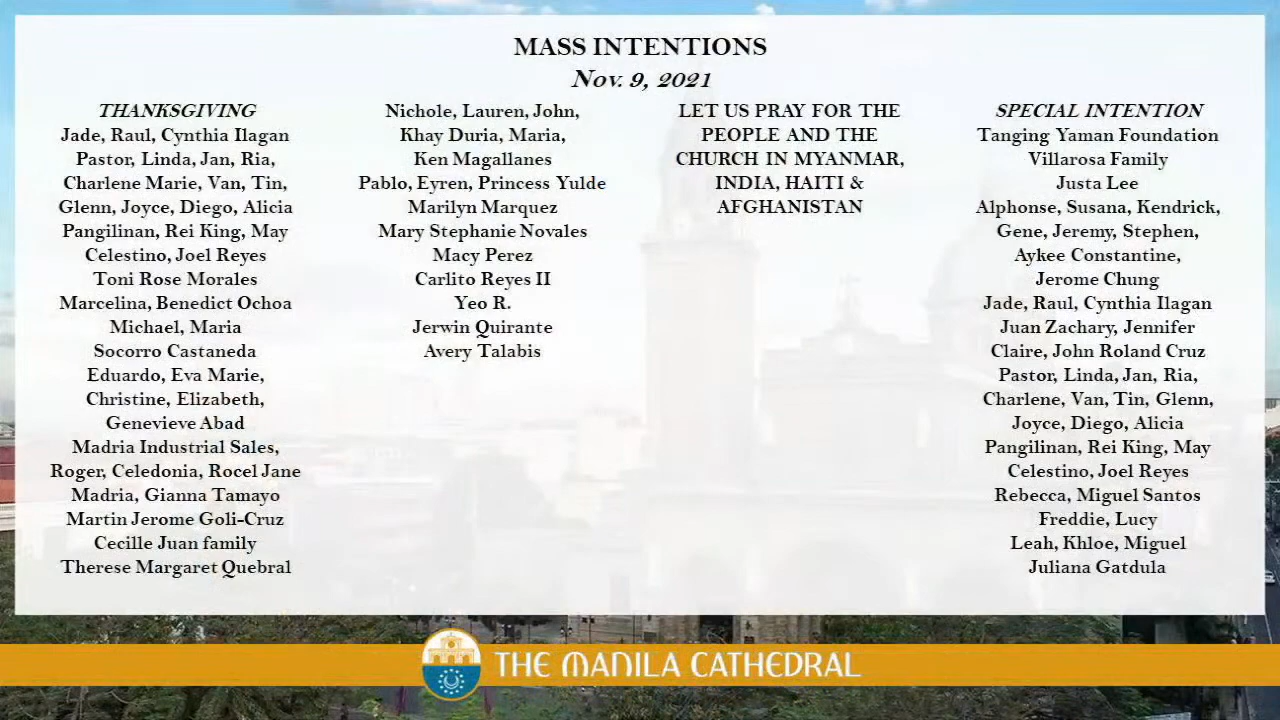 MASS INTENTIONS
Nov. 9, 2021
THANKSGIVING
Jade, Raul, Cynthia Ilagan
Pastor, Linda, Jan, Ria,
Charlene Marie, Van, Tin,
Glenn, Joyce, Diego, Alicia
Pangilinan, Rei King, May
Celestino, Joel Reyes
Toni Rose Morales
Marcelina, Benedict Ochoa
Michael, Maria
Socorro Castaneda
Eduardo, Eva Marie,
Christine, Elizabeth,
Genevieve Abad
Madria Industrial Sales,
Roger, Celedonia, Rocel Jane
Madria, Gianna Tamayo
Martin Jerome Goli-Cruz
Cecille Juan family
Therese Margaret Quebral
Nichole, Lauren, John,
Khay Duria, Maria,
Ken Magallanes
Pablo, Eyren, Princess Yulde
Marilyn Marquez
Mary Stephanie Novales
Macy Perez
Carlito Reyes II
Yeo R.
Jerwin Quirante
Avery Talabis
LET US PRAY FOR THE
PEOPLE AND THE
CHURCH IN MYANMAR,
INDIA, HAITI &
AFGHANISTAN
SPECIAL INTENTION
Tanging Yaman Foundation
Villarosa Family
Justa Lee
Alphonse, Susana, Kendrick,
Gene, Jeremy, Stephen,
Aykee Constantine,
Jerome Chung
Jade, Raul, Cynthia Ilagan
Juan Zachary, Jennifer
Claire, John Roland Cruz
Pastor, Linda, Jan, Ria,
Charlene, Van, Tin, Glenn,
Joyce, Diego, Alicia
Pangilinan, Rei King, May
Celestino, Joel Reyes
Rebecca, Miguel Santos
Freddie, Lucy
Leah, Khloe, Miguel
Juliana Gatdula
THE MANILA CATHEDRAL